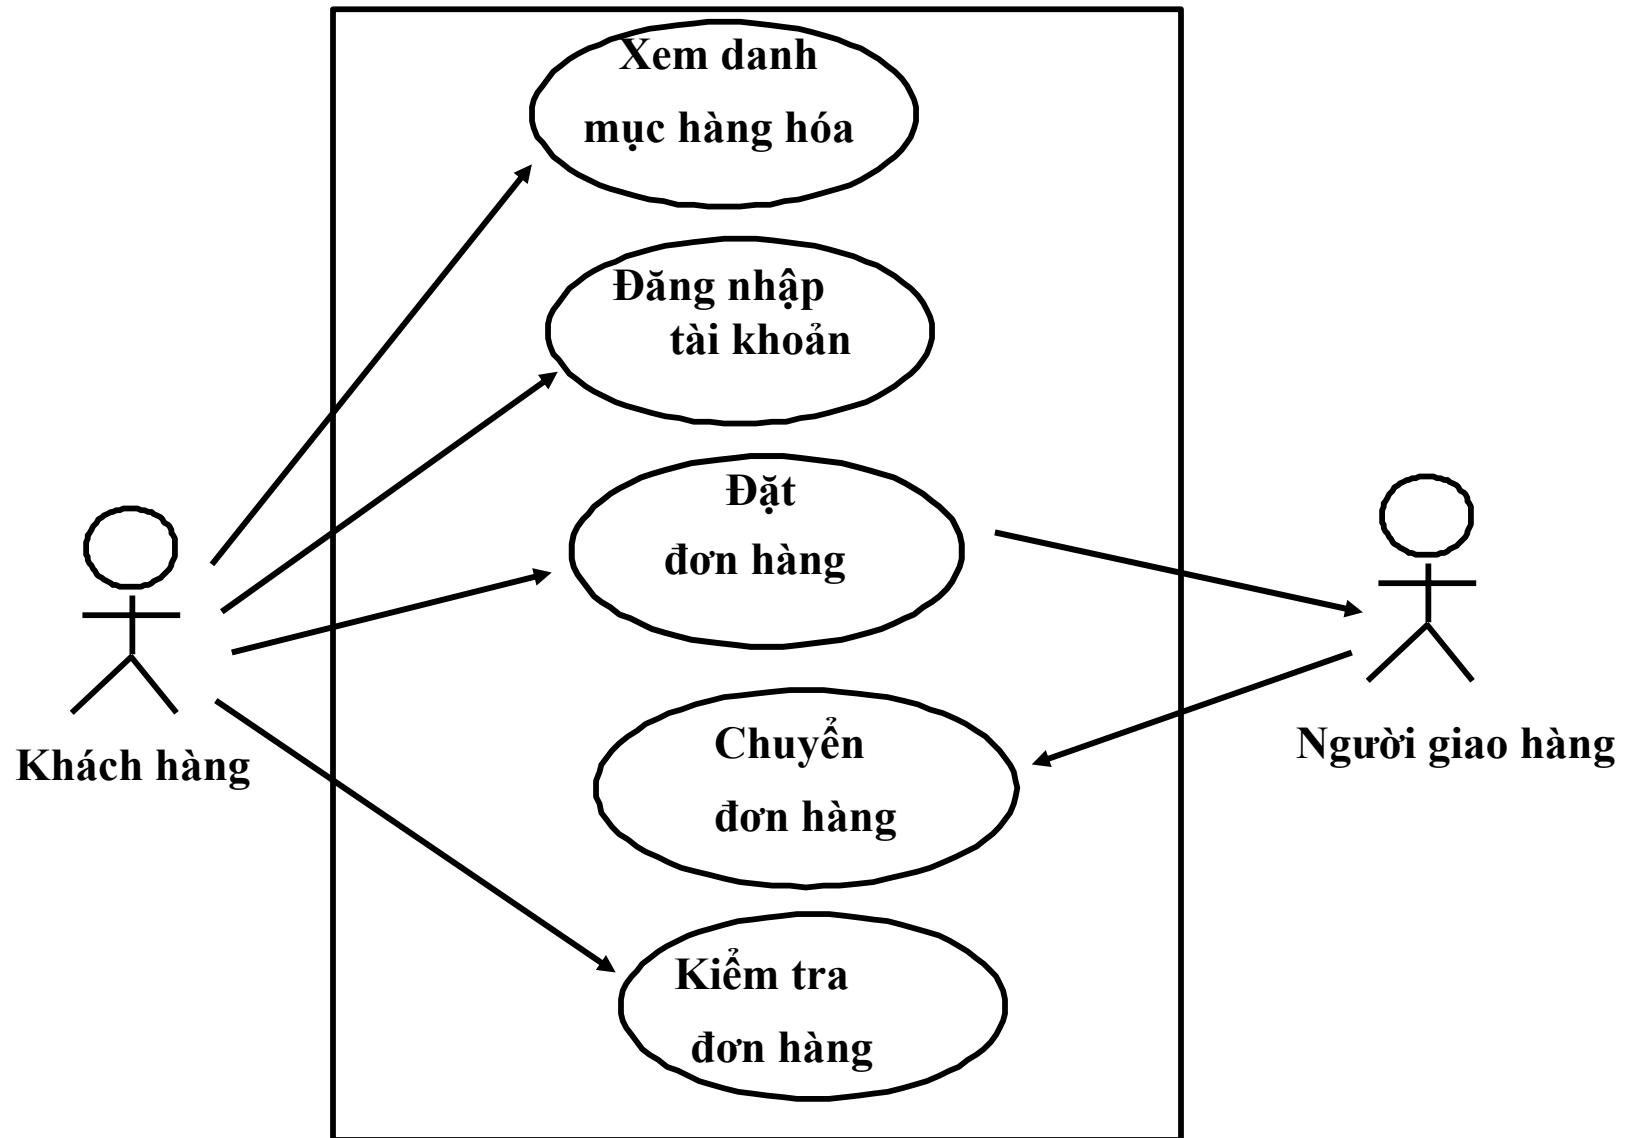 Xem danh
mục hàng hóa
Đăng nhập
tài khoản
Đặt
đơn hàng
Chuyển
đơn hàng
Kiểm tra
đơn hàng
Khách hàng
Người giao hàng